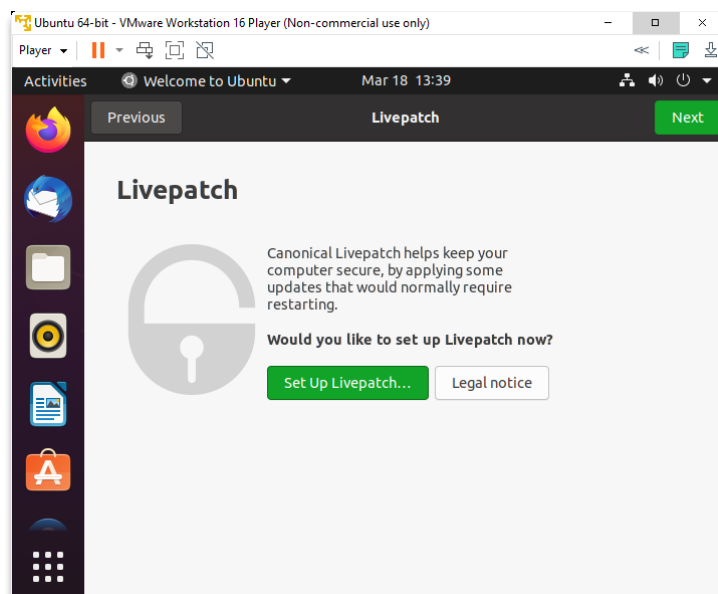 Ubuntu 64-bit - VMware Workstation 16 Player (Non-commercial use only)
Player
Activities Welcome to Ubuntu Mar 18 13:39
Previous Livepatch Next
Livepatch
Canonical Livepatch helps keep your
computer secure, by applying some
updates that would normally require
restarting.
Would you like to set up Livepatch now?
Set Up Livepatch... Legal notice